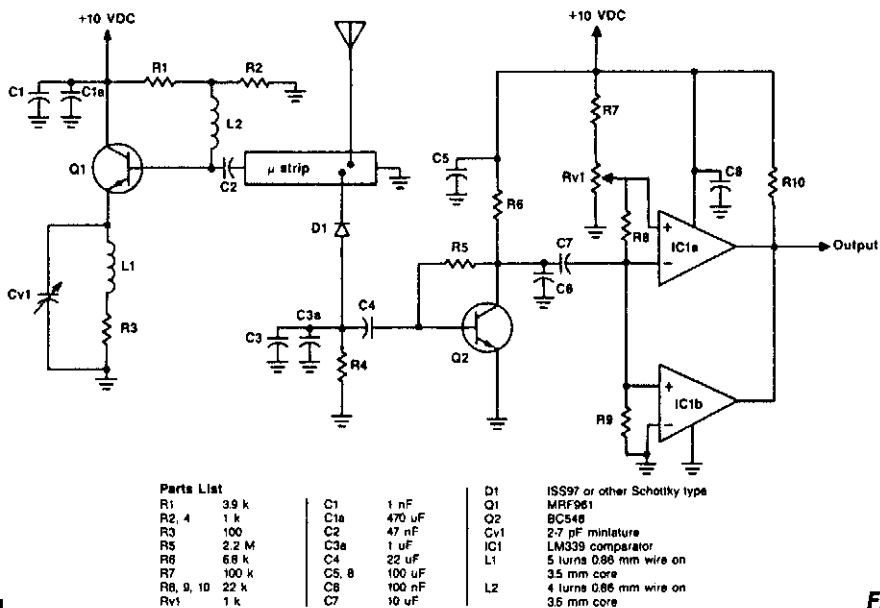 +10 VDC
+10 VDC
R1
R2
C1
C1a
L2
R7
Q1
C2
μ strip
C5
Rv1
C8
R10
R6
D1
R8
+
−
IC1a
Output
R5
C7
L1
Cv1
C6
C4
R3
C3
C3a
Q2
R4
+
−
IC1b
R9
Parts List
R1 3.9 k
R2, 4 1 k
R3 100
R5 2.2 M
R6 6.8 k
R7 100 k
R8, 9, 10 22 k
Rv1 1 k
C1 1 nF
C1a 470 uF
C2 47 nF
C3a 1 uF
C4 22 uF
C5, 8 100 uF
C6 100 nF
C7 10 uF
D1 ISS97 or other Schottky type
Q1 MRF961
Q2 BC548
Cv1 2-7 pF miniature
IC1 LM339 comparator
L1 5 turns 0.86 mm wire on
3.5 mm core
L2 4 turns 0.86 mm wire on
3.5 mm core
F